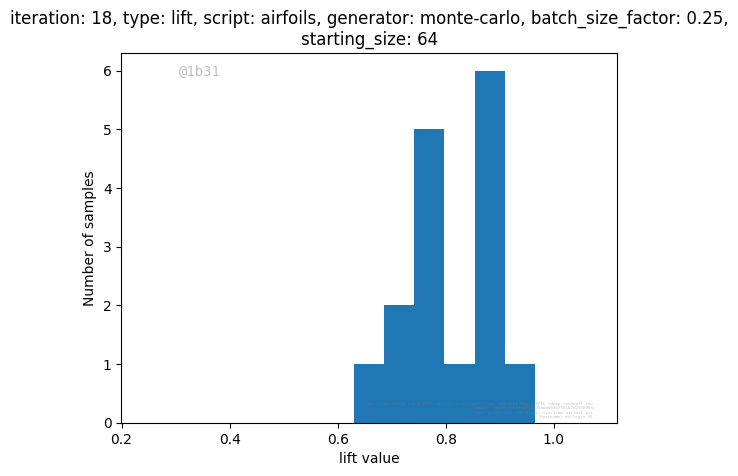 iteration: 18, type: lift, script: airfoils, generator: monte-carlo, batch_size_factor: 0.25,
starting_size: 64
@1b31
6
5
4
3
2
1
0
Number of samples
0.2 0.4 0.6 0.8 1.0
lift value